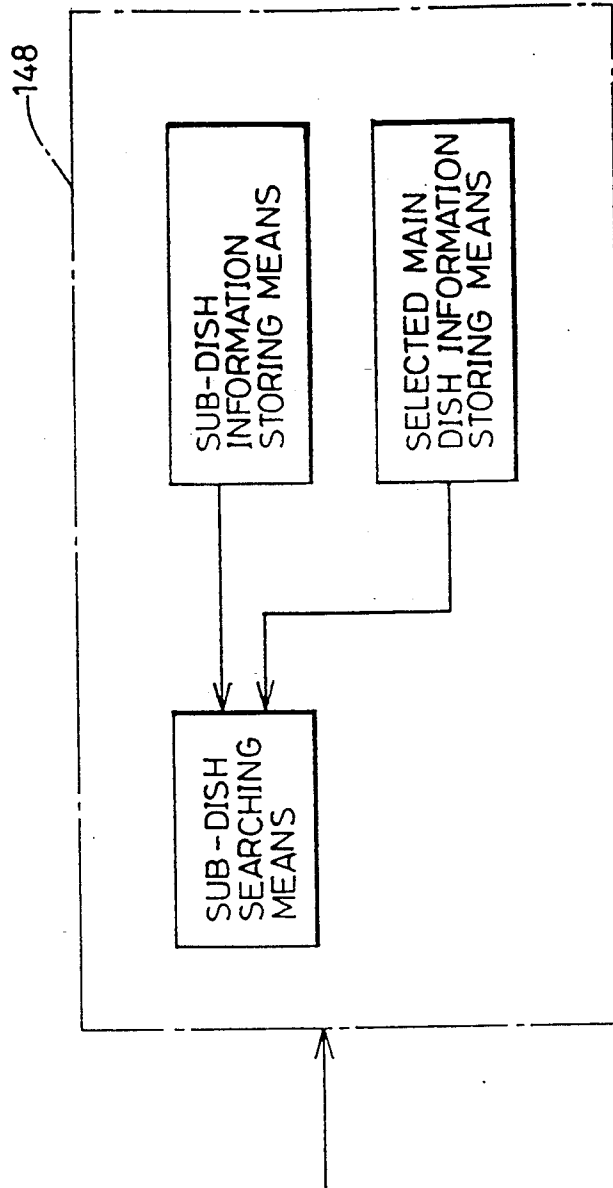 148
SUB-DISH
INFORMATION
STORING MEANS
SELECTED MAIN
DISH INFORMATION
STORING MEANS
SUB-DISH
SEARCHING
MEANS